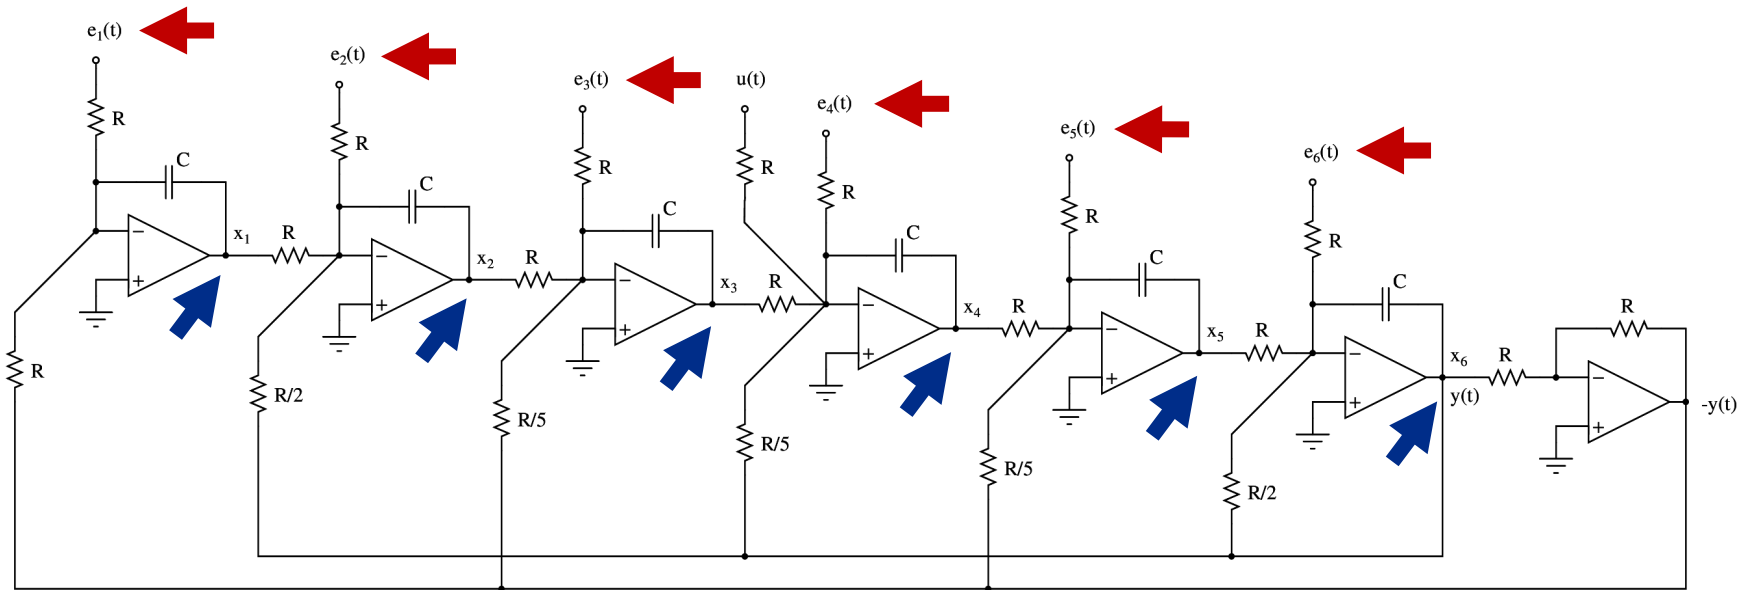 e1(t)
e2(t)
e3(t)
u(t)
e4(t)
e5(t)
e6(t)
R
R
R
R
R
R
R
C
C
C
C
C
C
−
+
x1
R
−
+
x2
R
−
+
x3
R
−
+
x4
R
−
+
x5
R
−
+
x6
y(t)
R
R
−
+
-y(t)
R
R/2
R/5
R/5
R/5
R/2